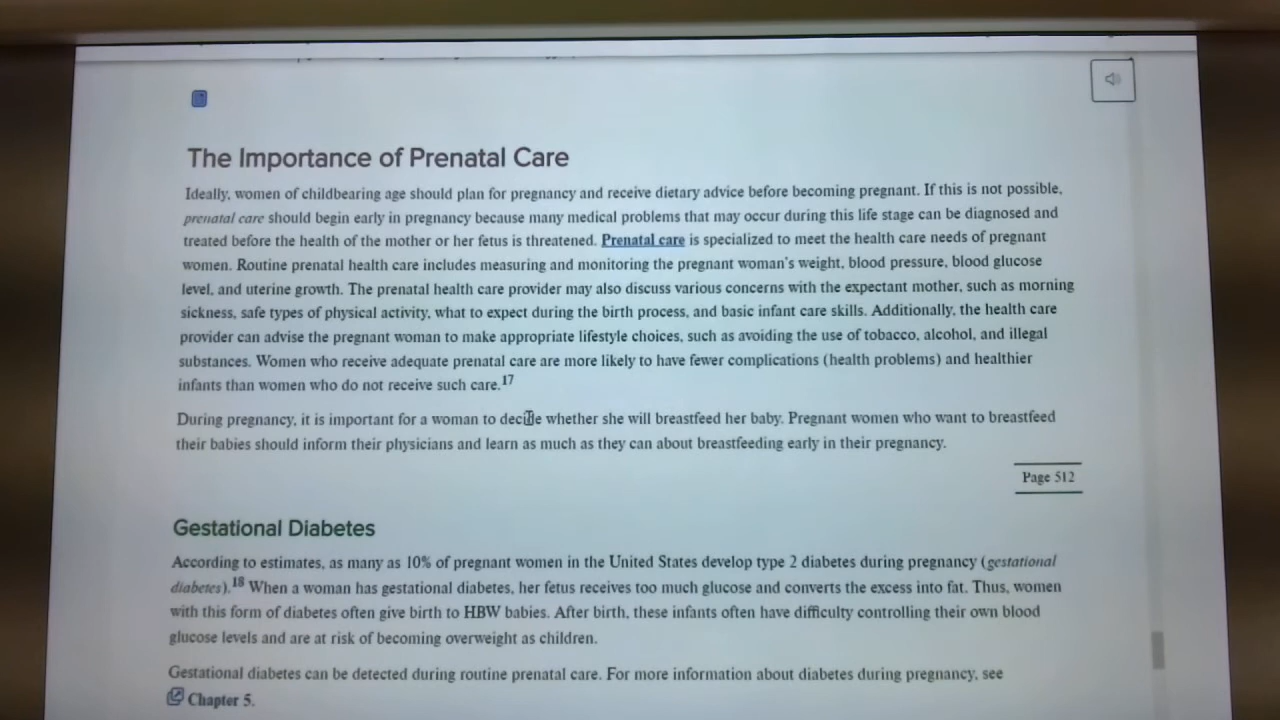 The Importance of Prenatal Care
Ideally, women of childbearing age should plan for pregnancy and receive dietary advice before becoming pregnant. If this is not possible,
prenatal care should begin early in pregnancy because many medical problems that may occur during this life stage can be diagnosed and
treated before the health of the mother or her fetus is threatened. Prenatal care is specialized to meet the health care needs of pregnant
women. Routine prenatal health care includes measuring and monitoring the pregnant woman's weight, blood pressure, blood glucose
level, and uterine growth. The prenatal health care provider may also discuss various concerns with the expectant mother, such as morning
sickness, safe types of physical activity, what to expect during the birth process, and basic infant care skills. Additionally, the health care
provider can advise the pregnant woman to make appropriate lifestyle choices, such as avoiding the use of tobacco, alcohol, and illegal
substances. Women who receive adequate prenatal care are more likely to have fewer complications (health problems) and healthier
infants than women who do not receive such care.17
During pregnancy, it is important for a woman to decide whether she will breastfeed her baby. Pregnant women who want to breastfeed
their babies should inform their physicians and learn as much as they can about breastfeeding early in their pregnancy.
Page 512
Gestational Diabetes
According to estimates, as many as 10% of pregnant women in the United States develop type 2 diabetes during pregnancy (gestational
diabetes).18 When a woman has gestational diabetes, her fetus receives too much glucose and converts the excess into fat. Thus, women
with this form of diabetes often give birth to HBW babies. After birth, these infants often have difficulty controlling their own blood
glucose levels and are at risk of becoming overweight as children.
Gestational diabetes can be detected during routine prenatal care. For more information about diabetes during pregnancy, see
Chapter 5.